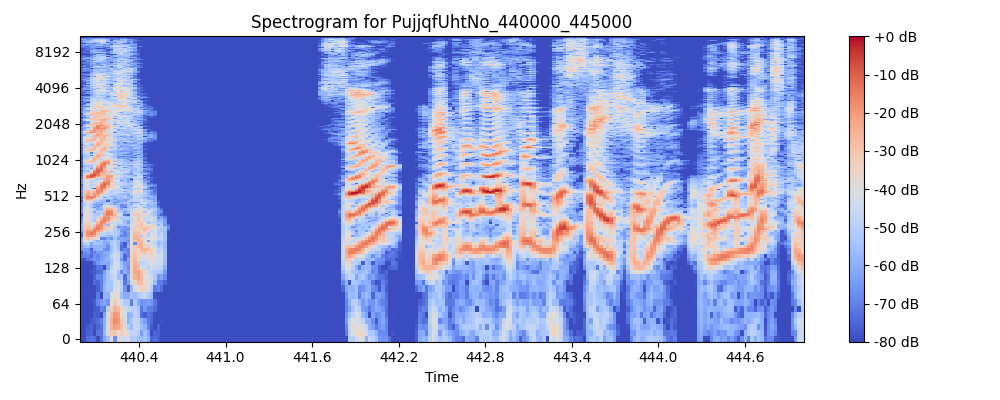 Spectrogram for PujjqfUhtNo_440000_445000
8192
4096
2048
1024
512
256
128
64
0
Hz
440.4 441.0 441.6 442.2 442.8 443.4 444.0 444.6
Time
+0 dB
-10 dB
-20 dB
-30 dB
-40 dB
-50 dB
-60 dB
-70 dB
-80 dB